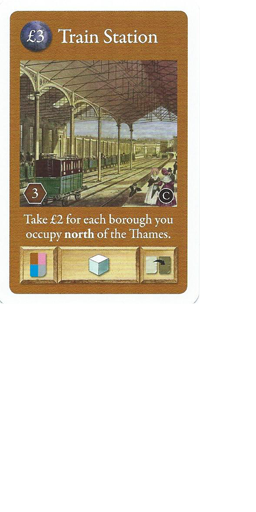 £3 Train Station
3 ©
Take £2 for each borough you
occupy north of the Thames.